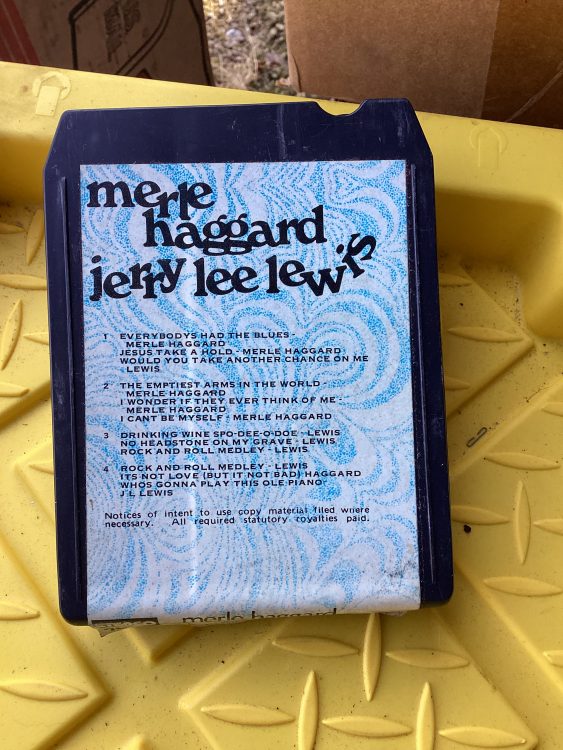 merle
haggard
jerry lee lewis
1 EVERYBODYS HAD THE BLUES -
MERLE HAGGARD
JESUS TAKE A HOLD - MERLE HAGGARD
WOULD YOU TAKE ANOTHER CHANCE ON ME
LEWIS
2 THE EMPTIEST ARMS IN THE WORLD -
MERLE HAGGARD
I WONDER IF THEY EVER THINK OF ME -
MERLE HAGGARD
I CANT BE MYSELF - MERLE HAGGARD
3 DRINKING WINE SPO-DEE-O-DOE - LEWIS
NO HEADSTONE ON MY GRAVE - LEWIS
ROCK AND ROLL MEDLEY - LEWIS
4 ROCK AND ROLL MEDLEY - LEWIS
ITS NOT LOVE (BUT IT NOT BAD) HAGGARD
WHOS GONNA PLAY THIS OLE PIANO -
J L LEWIS
Notices of intent to use copy material filed where
necessary. All required statutory royalties paid.
merle haggard